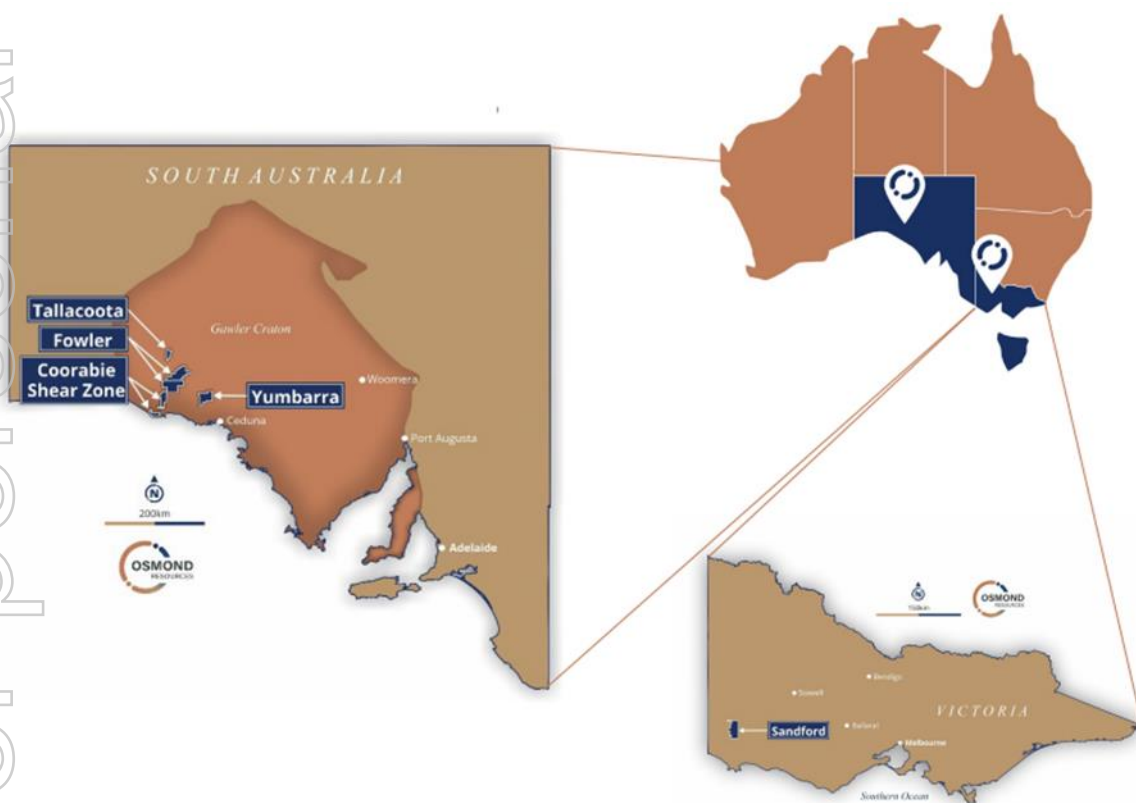 SOUTH AUSTRALIA
Tallacoota
Fowler
Coorabie
Shear Zone
Gawler Craton
Woomera
Yumbarra
Ceduna
Port Augusta
N
200km
OSMOND
RESOURCES
Adelaide
N
OSMOND
RESOURCES
Bendigo
Stawell
VICTORIA
Sandford
Ballarat
Melbourne
Southern Ocean